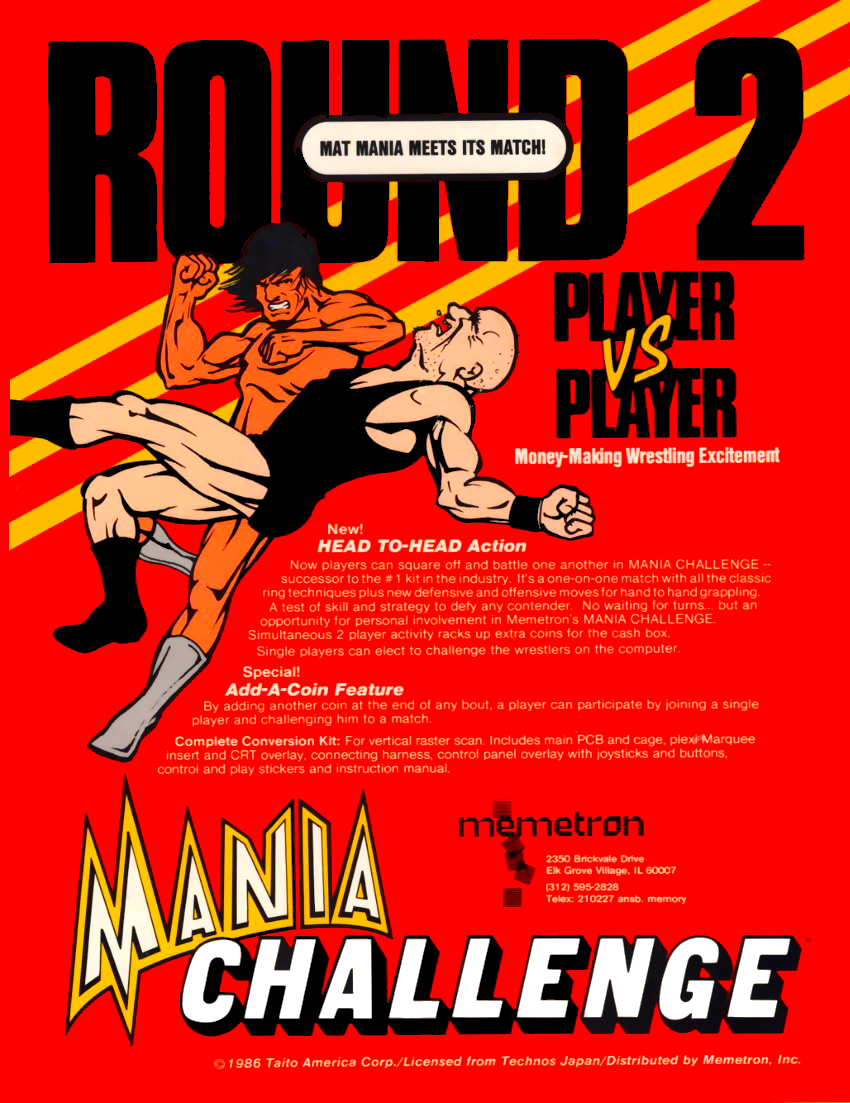 ROUND 2
MAT MANIA MEETS ITS MATCH!
PLAYER
VS
PLAYER
Money-Making Wrestling Excitement
New!
HEAD TO-HEAD Action
Now players can square off and battle one another in MANIA CHALLENGE --
successor to the #1 kit in the industry. It's a one-on-one match with all the classic
ring techniques plus new defensive and offensive moves for hand to hand grappling.
A test of skill and strategy to defy any contender. No waiting for turns... but an
opportunity for personal involvement in Memetron's MANIA CHALLENGE.
Simultaneous 2 player activity racks up extra coins for the cash box.
Single players can elect to challenge the wrestlers on the computer.
Special!
Add-A-Coin Feature
By adding another coin at the end of any bout, a player can participate by joining a single
player and challenging him to a match.
Complete Conversion Kit: For vertical raster scan. Includes main PCB and cage, plexi Marquee
insert and CRT overlay, connecting harness, control panel overlay with joysticks and buttons,
control and play stickers and instruction manual.
memetron
2350 Brickvale Drive
Elk Grove Village, IL 60007
(312) 595-2828
Telex: 210227 ansb. memory
MANIA
CHALLENGE
©1986 Taito America Corp./Licensed from Technos Japan/Distributed by Memetron, Inc.